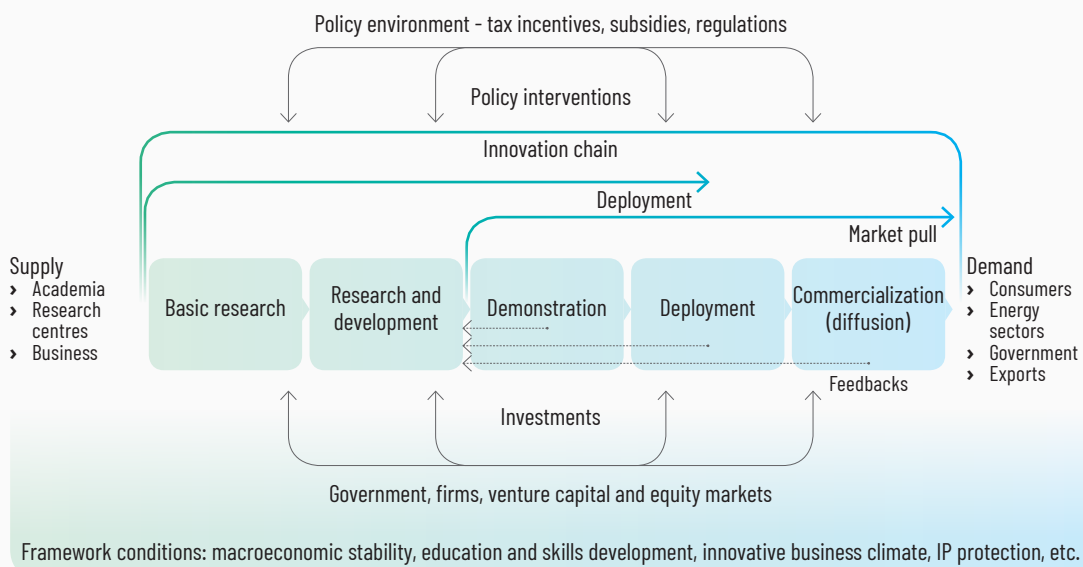 Policy environment - tax incentives, subsidies, regulations
Policy interventions
Innovation chain
Deployment
Market pull
Supply
› Academia
› Research
centres
› Business
Basic research
Research and
development
Demonstration
Deployment
Commercialization
(diffusion)
Feedbacks
Demand
› Consumers
› Energy
sectors
› Government
› Exports
Investments
Government, firms, venture capital and equity markets
Framework conditions: macroeconomic stability, education and skills development, innovative business climate, IP protection, etc.